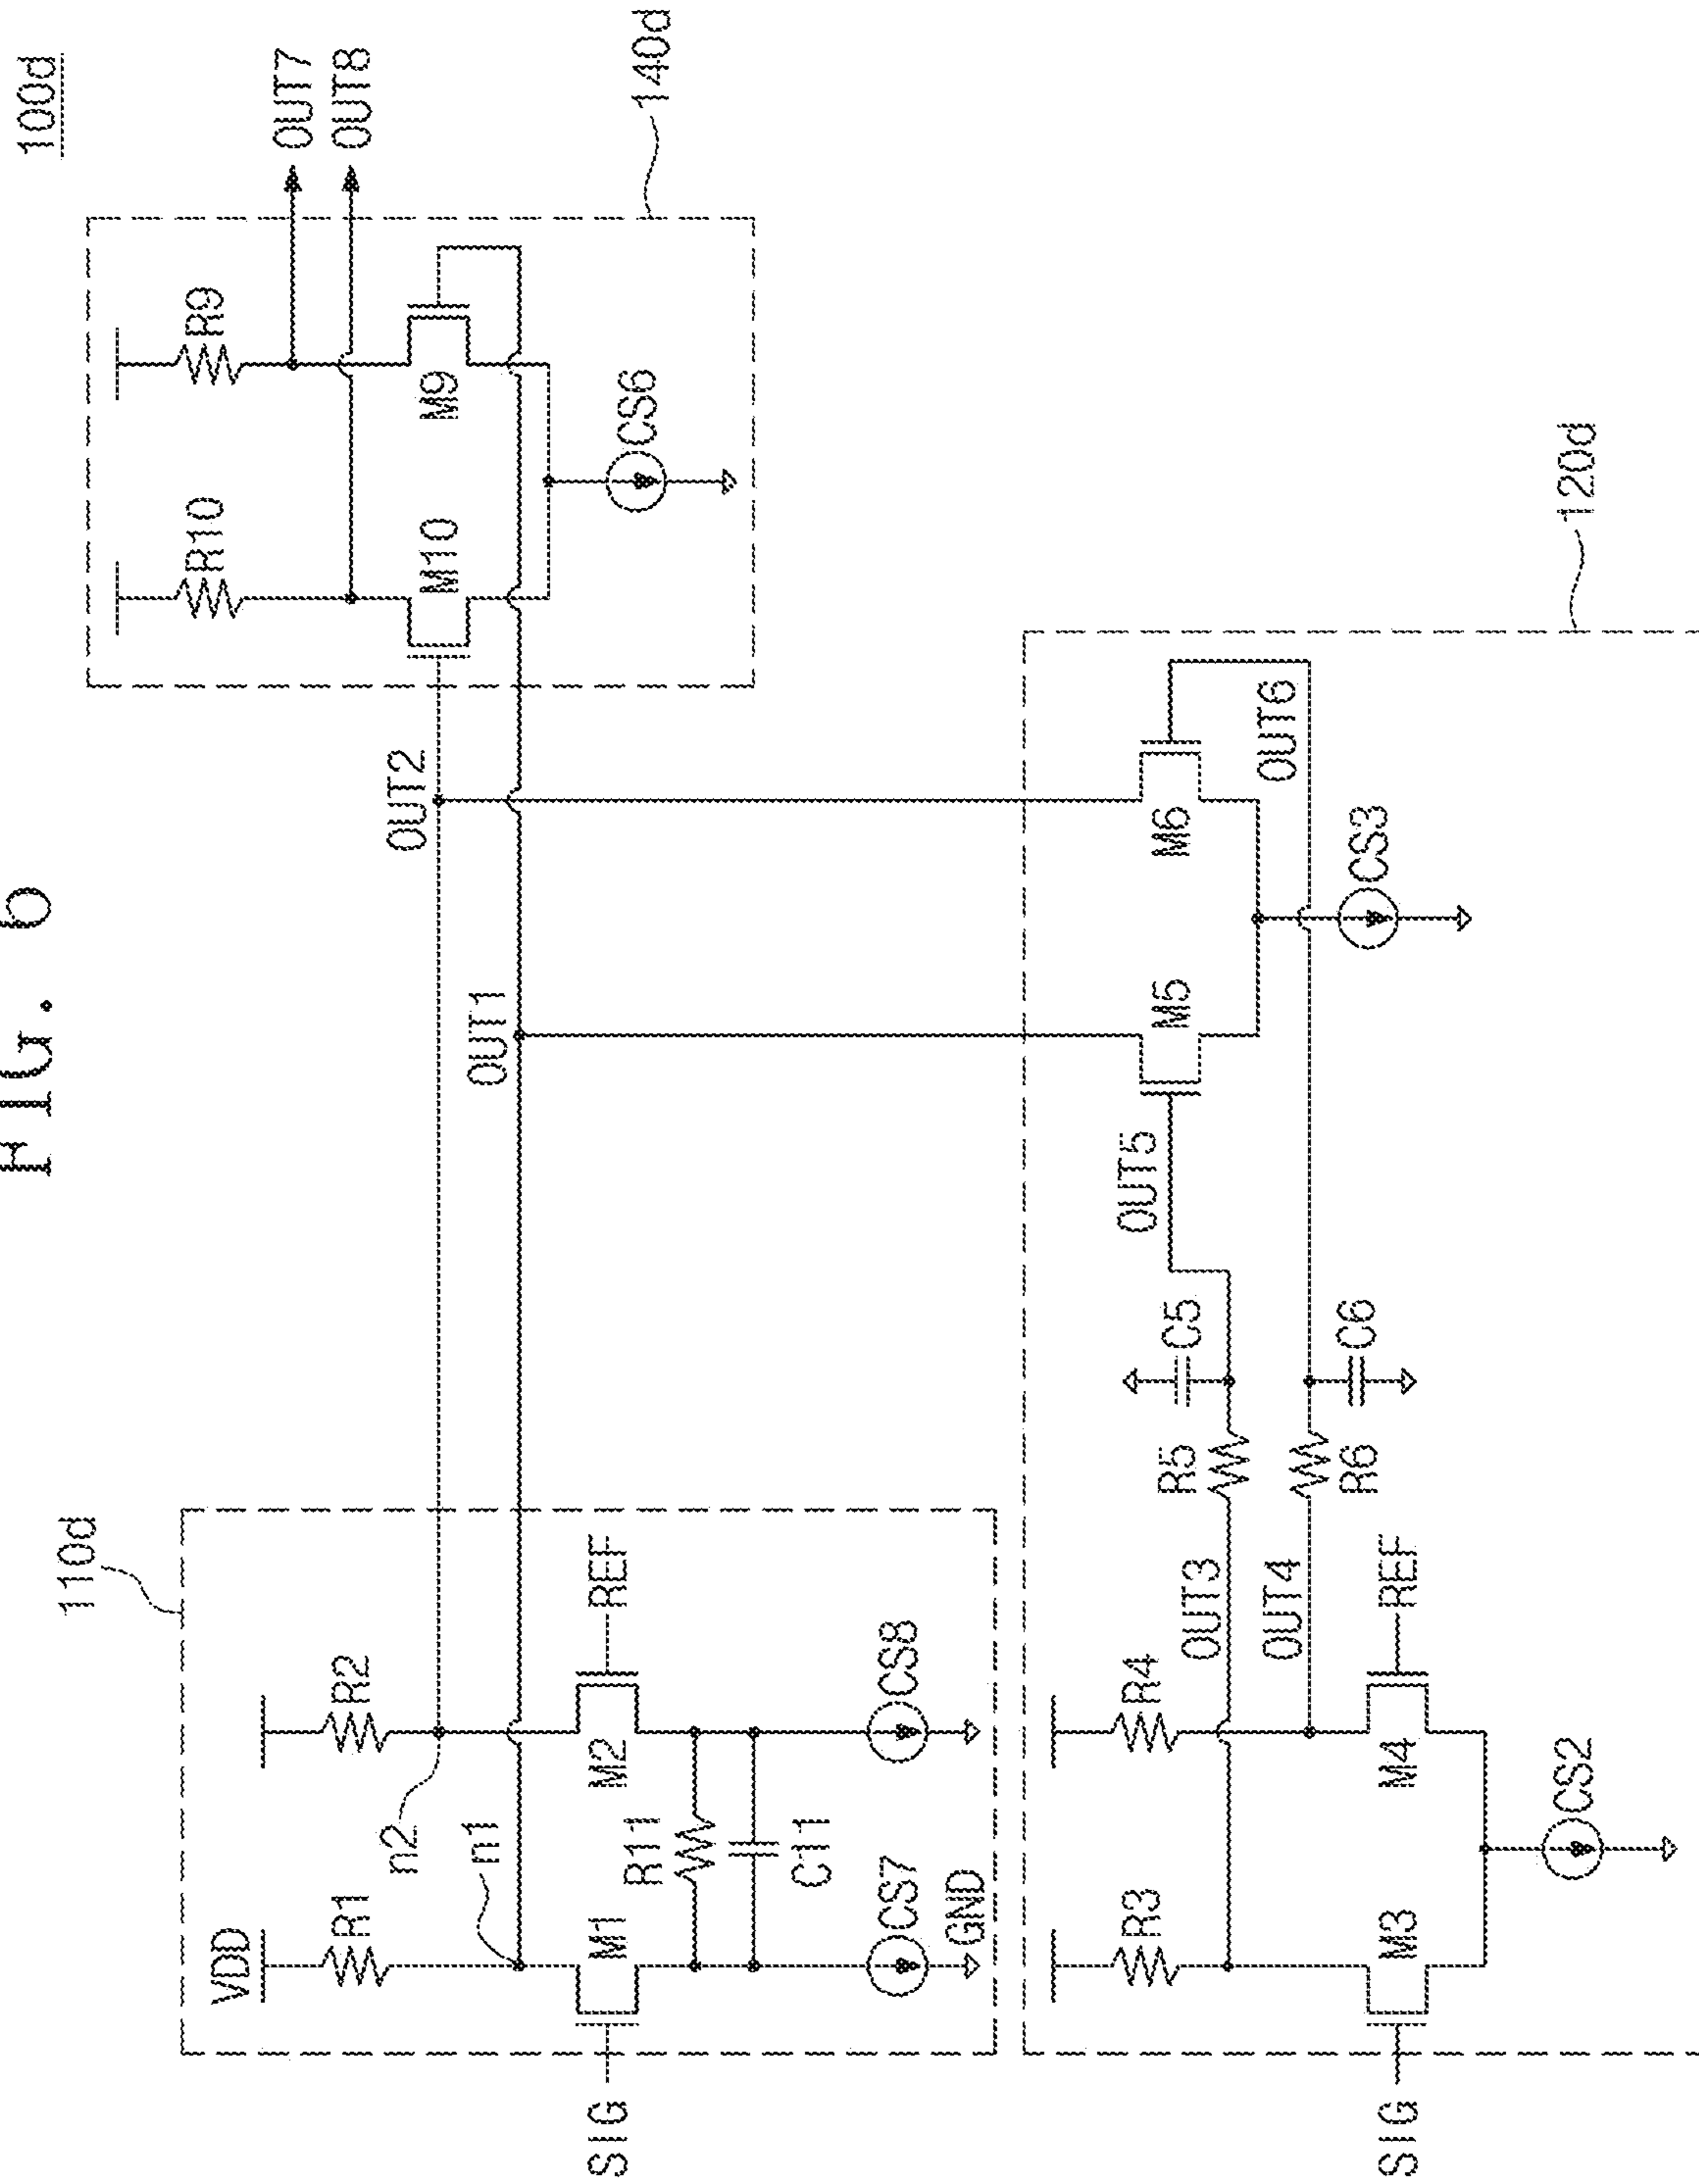 FIG. 6
100d
110d
VDD
R1
R2
n2
n1
M1
M2
SIG
REF
R11
C11
CS7
CS8
GND
OUT2
OUT1
R10
R9
OUT7
OUT8
M10
M9
CS6
140d
120d
R3
R4
OUT3
OUT4
M3
M4
SIG
REF
CS2
R5
C5
R6
C6
OUT5
M5
M6
OUT6
CS3